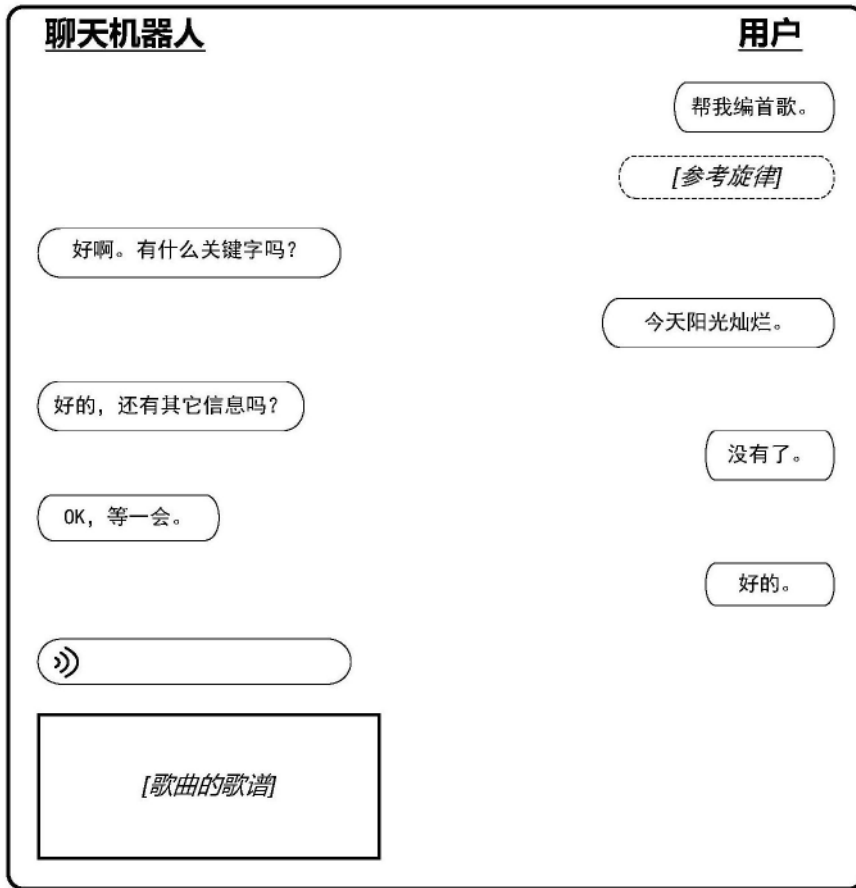 聊天机器人
用户
帮我编首歌。
[参考旋律]
好啊。有什么关键字吗?
今天阳光灿烂。
好的, 还有其它信息吗?
没有了。
OK, 等一会。
好的。
[歌曲的歌谱]